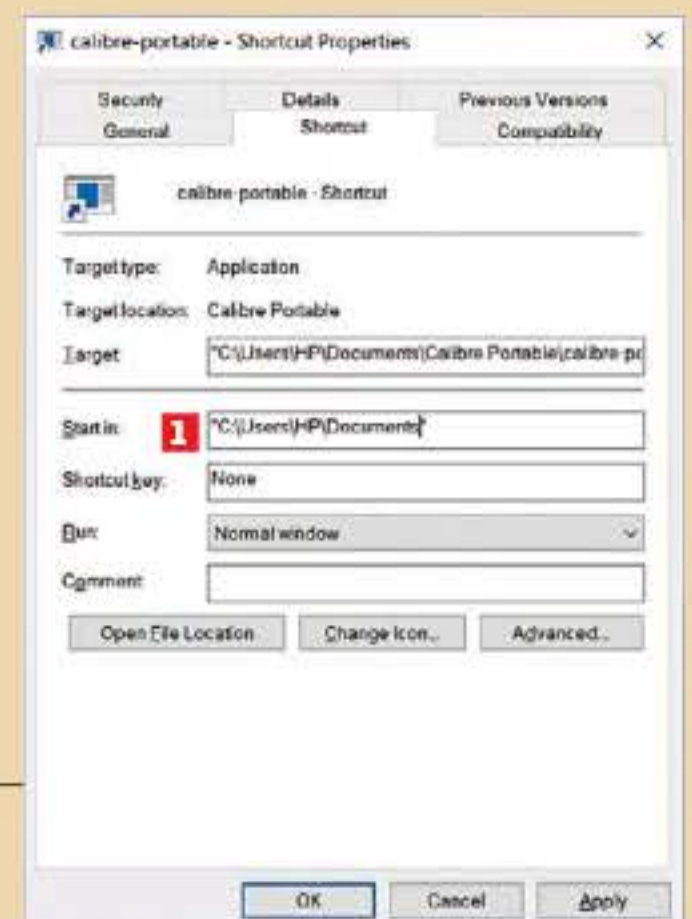 calibre-portable - Shortcut Properties
Security Details Previous Versions
General Shortcut Compatibility
calibre-portable - Shortcut
Target type: Application
Target location: Calibre Portable
Target "C:\Users\HP\Documents\Calibre Portable\calibre-po
Start in: 1 "C:\Users\HP\Documents"
Shortcut key: None
Run: Normal window
Comment:
Open File Location Change Icon... Advanced...
OK Cancel Apply